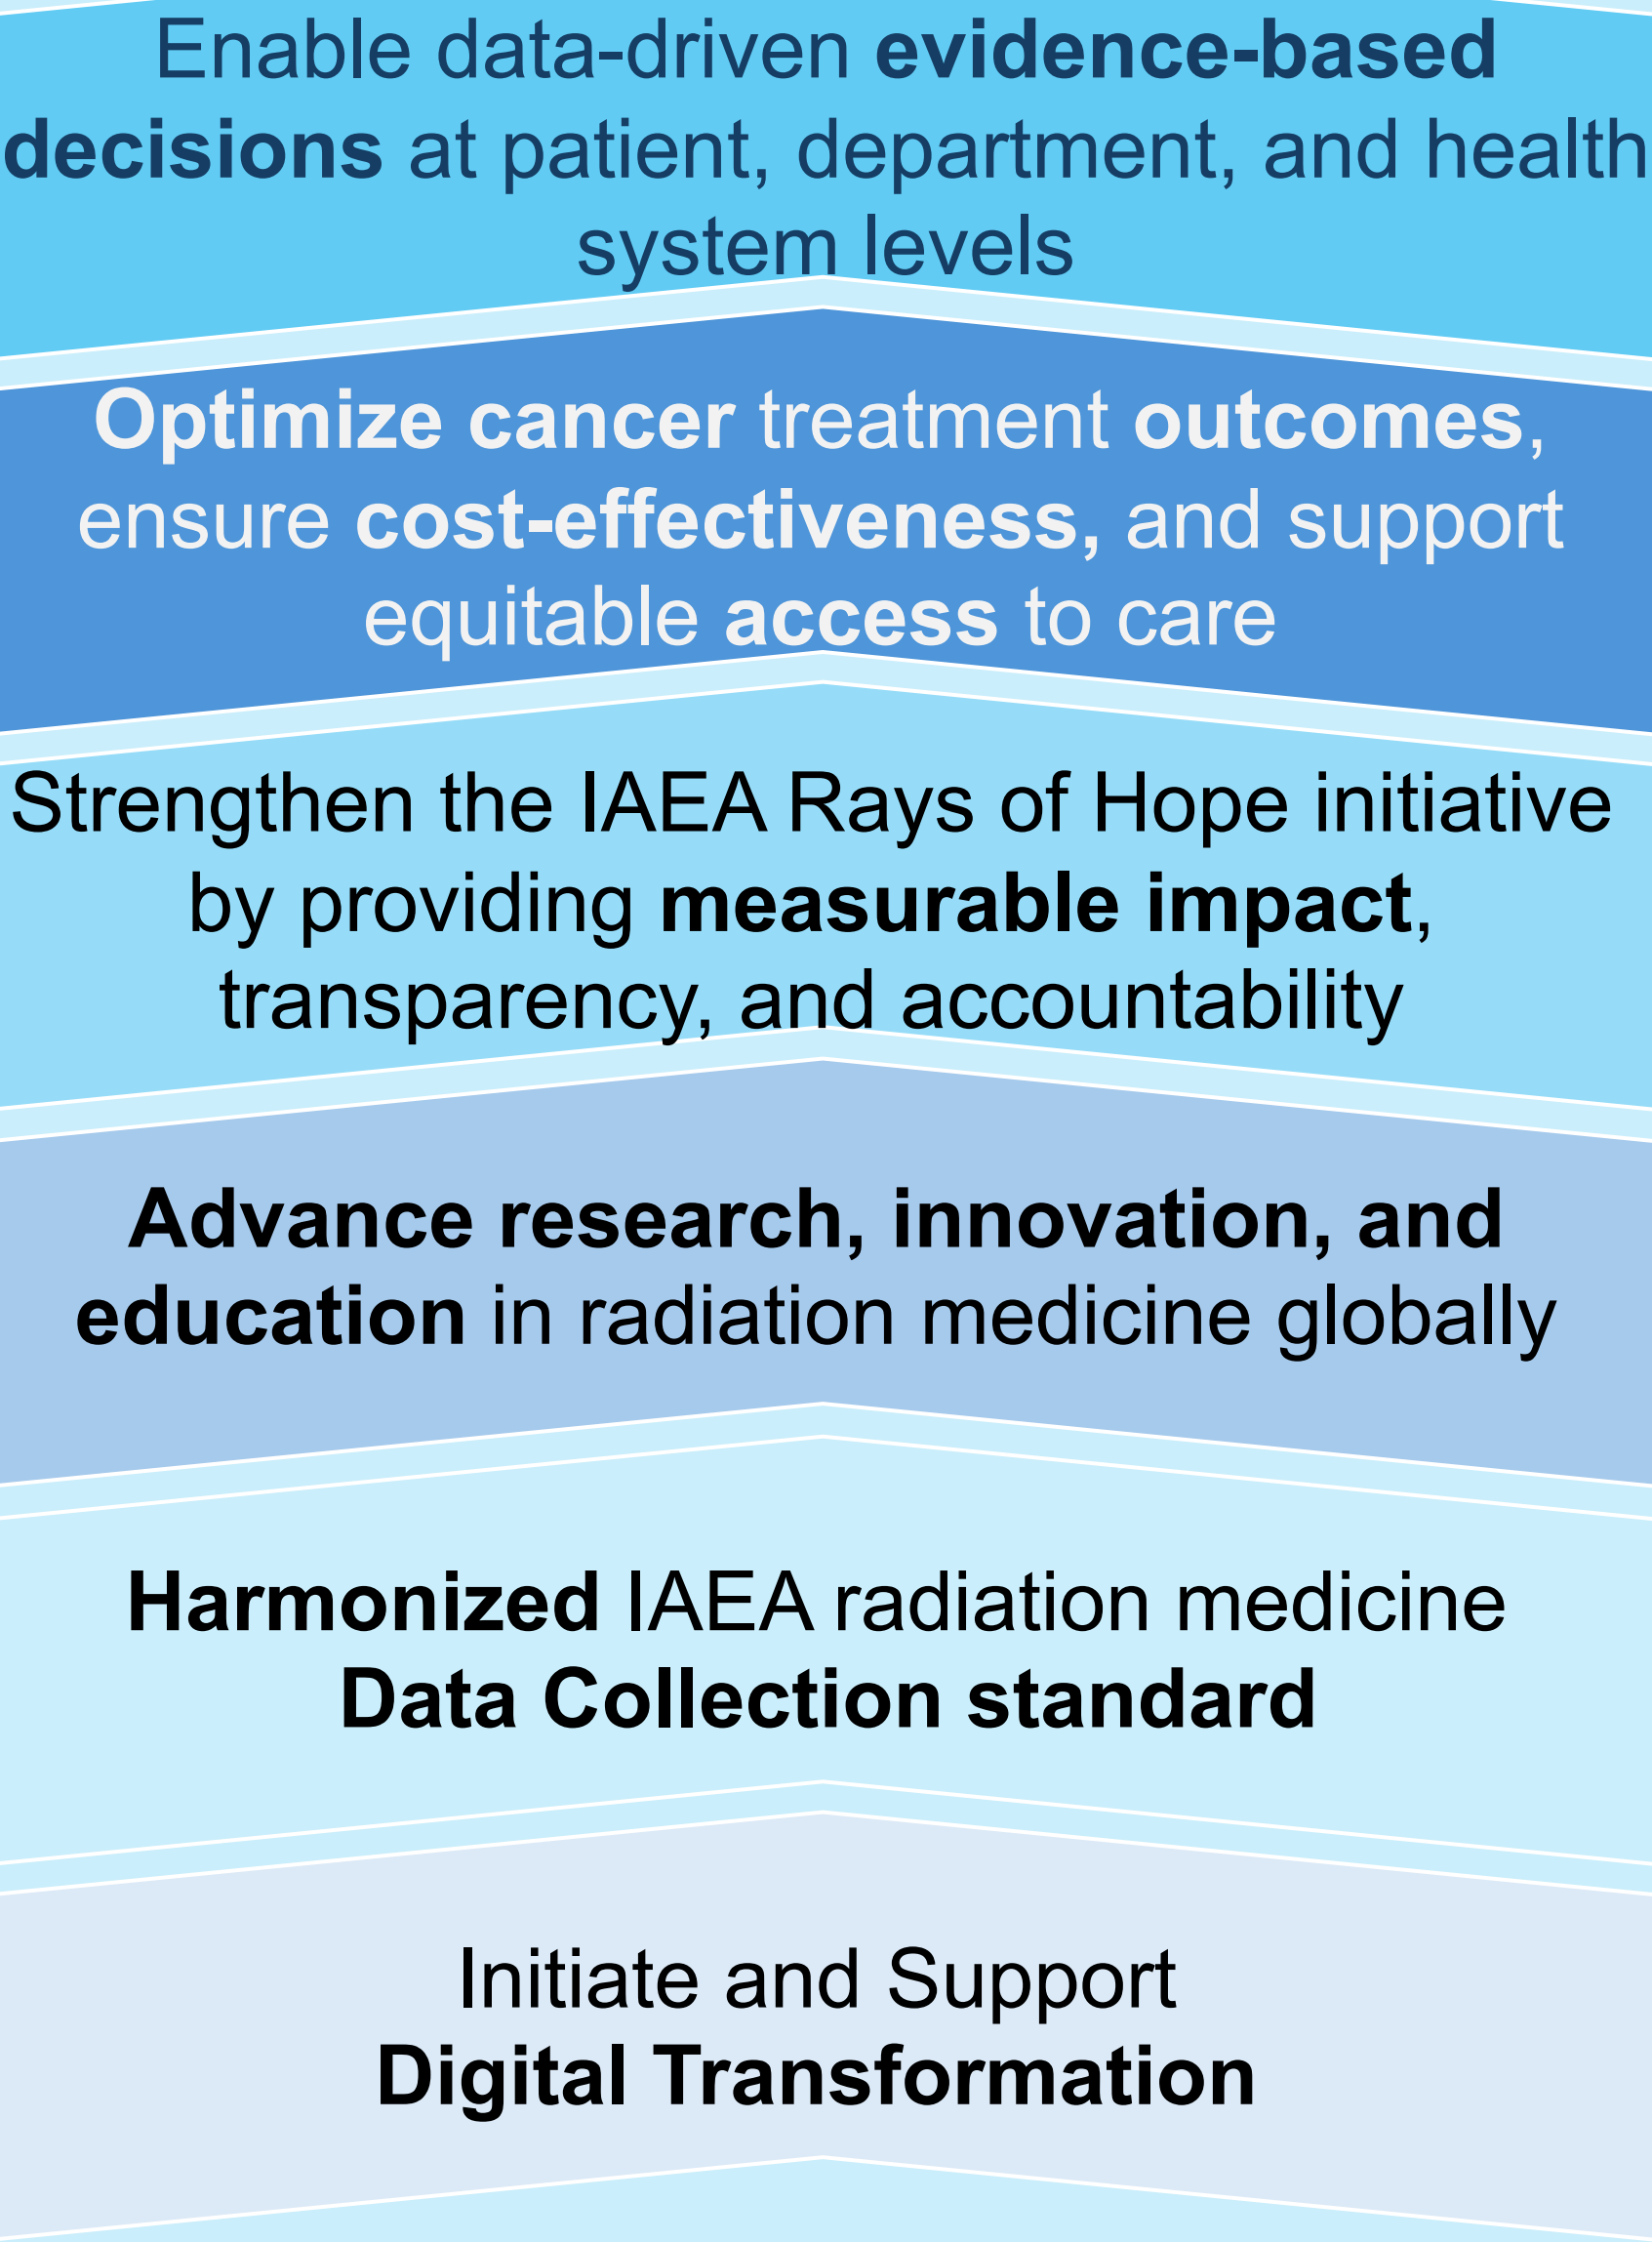 Enable data-driven evidence-based
decisions at patient, department, and health
system levels
Optimize cancer treatment outcomes,
ensure cost-effectiveness, and support
equitable access to care
Strengthen the IAEA Rays of Hope initiative
by providing measurable impact,
transparency, and accountability
Advance research, innovation, and
education in radiation medicine globally
Harmonized IAEA radiation medicine
Data Collection standard
Initiate and Support
Digital Transformation